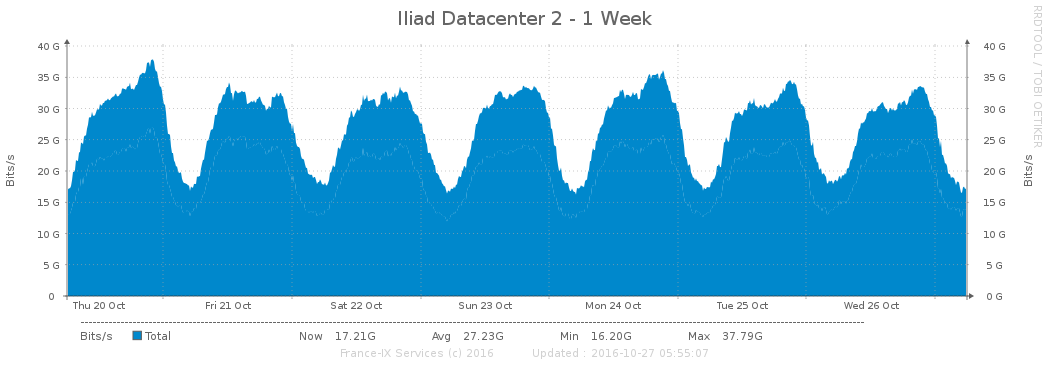 Iliad Datacenter 2 - 1 Week
RRDTOOL / TOBI OETIKER
Bits/s
40 G
35 G
30 G
25 G
20 G
15 G
10 G
5 G
0
40 G
35 G
30 G
25 G
20 G
15 G
10 G
5 G
0 G
Bits/s
Thu 20 Oct Fri 21 Oct Sat 22 Oct Sun 23 Oct Mon 24 Oct Tue 25 Oct Wed 26 Oct
Bits/s Total Now 17.21G Avg 27.23G Min 16.20G Max 37.79G
France-IX Services (c) 2016 Updated : 2016-10-27 05:55:07